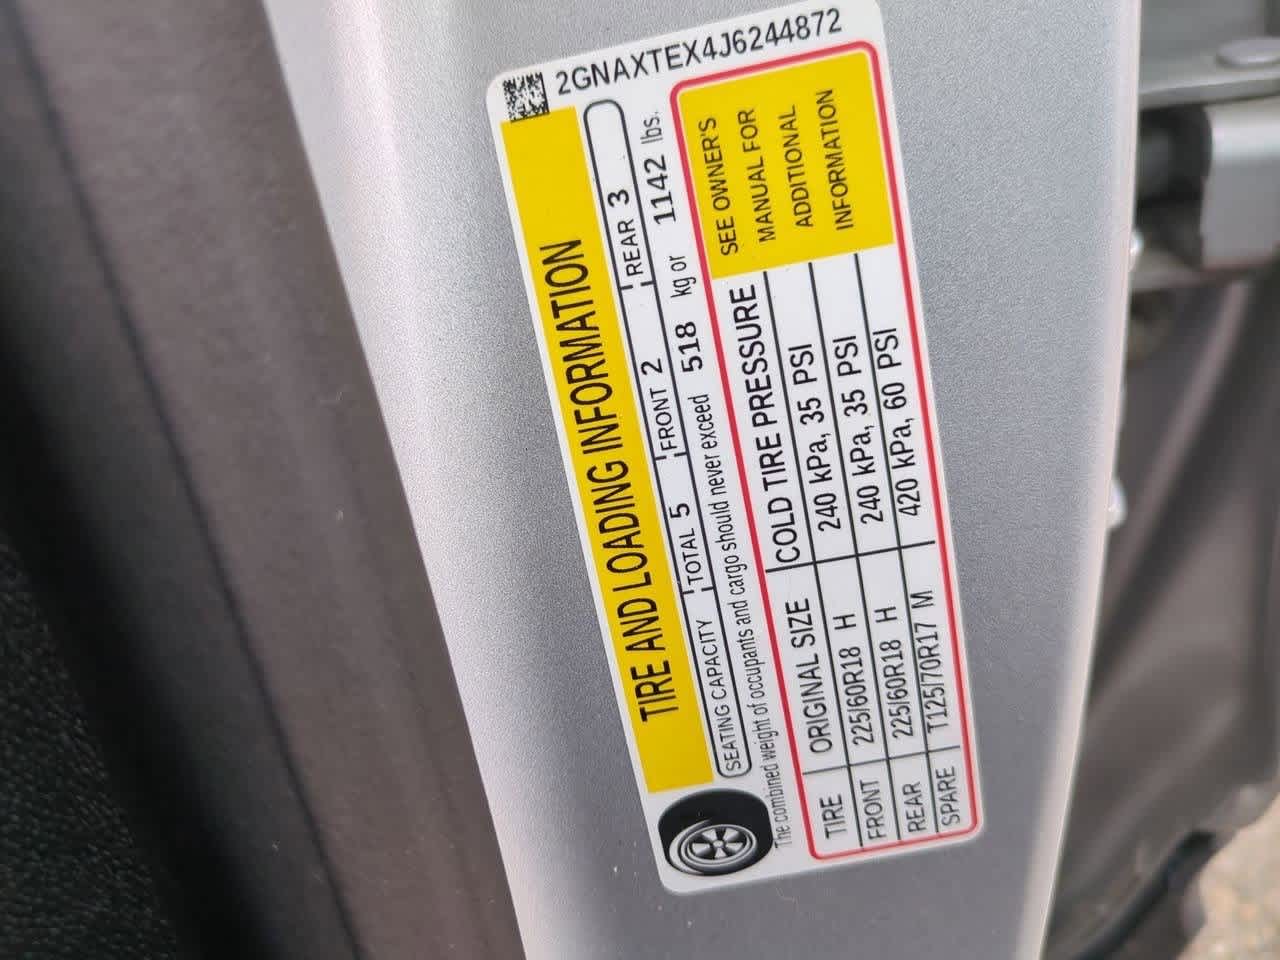 2GNAXTEX4J6244872
TIRE AND LOADING INFORMATION
SEATING CAPACITY TOTAL 5 FRONT 2 REAR 3
The combined weight of occupants and cargo should never exceed 518 kg or 1142 lbs.
TIRE ORIGINAL SIZE COLD TIRE PRESSURE
FRONT 225/60R18 H 240 kPa, 35 PSI
REAR 225/60R18 H 240 kPa, 35 PSI
SPARE T125/70R17 M 420 kPa, 60 PSI
SEE OWNER'S
MANUAL FOR
ADDITIONAL
INFORMATION